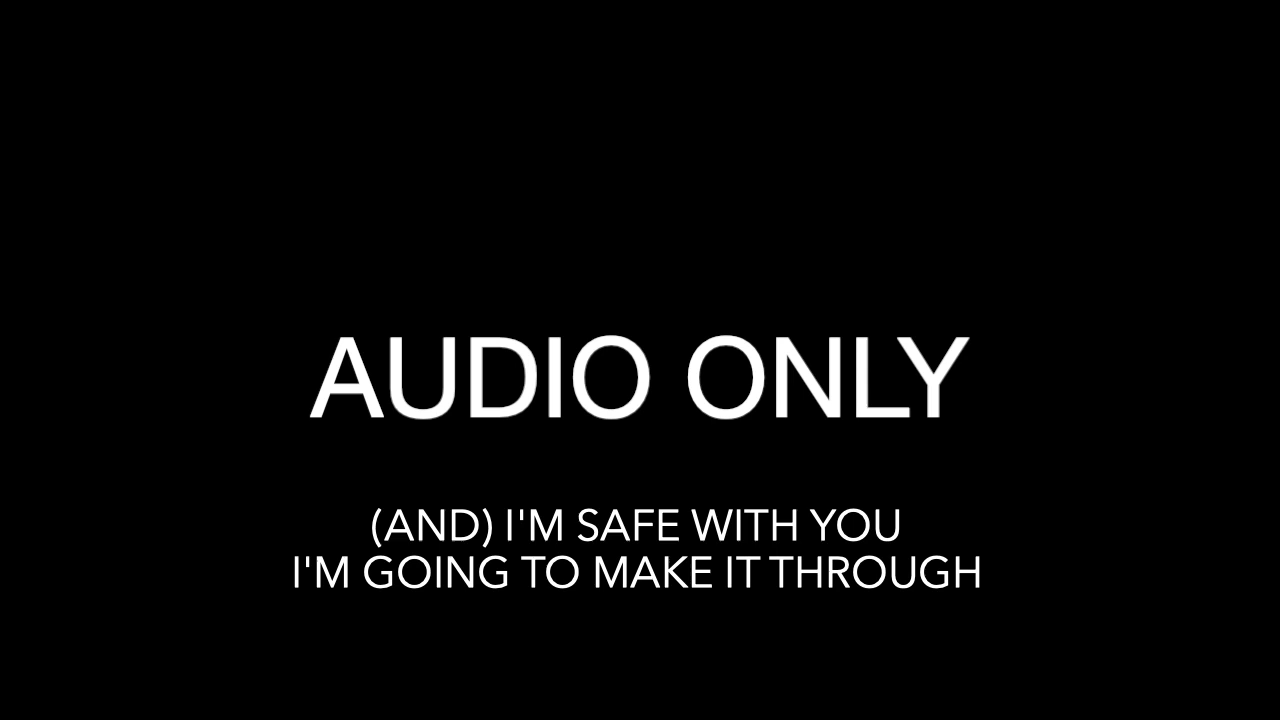 AUDIO ONLY
(AND) I'M SAFE WITH YOU
I'M GOING TO MAKE IT THROUGH